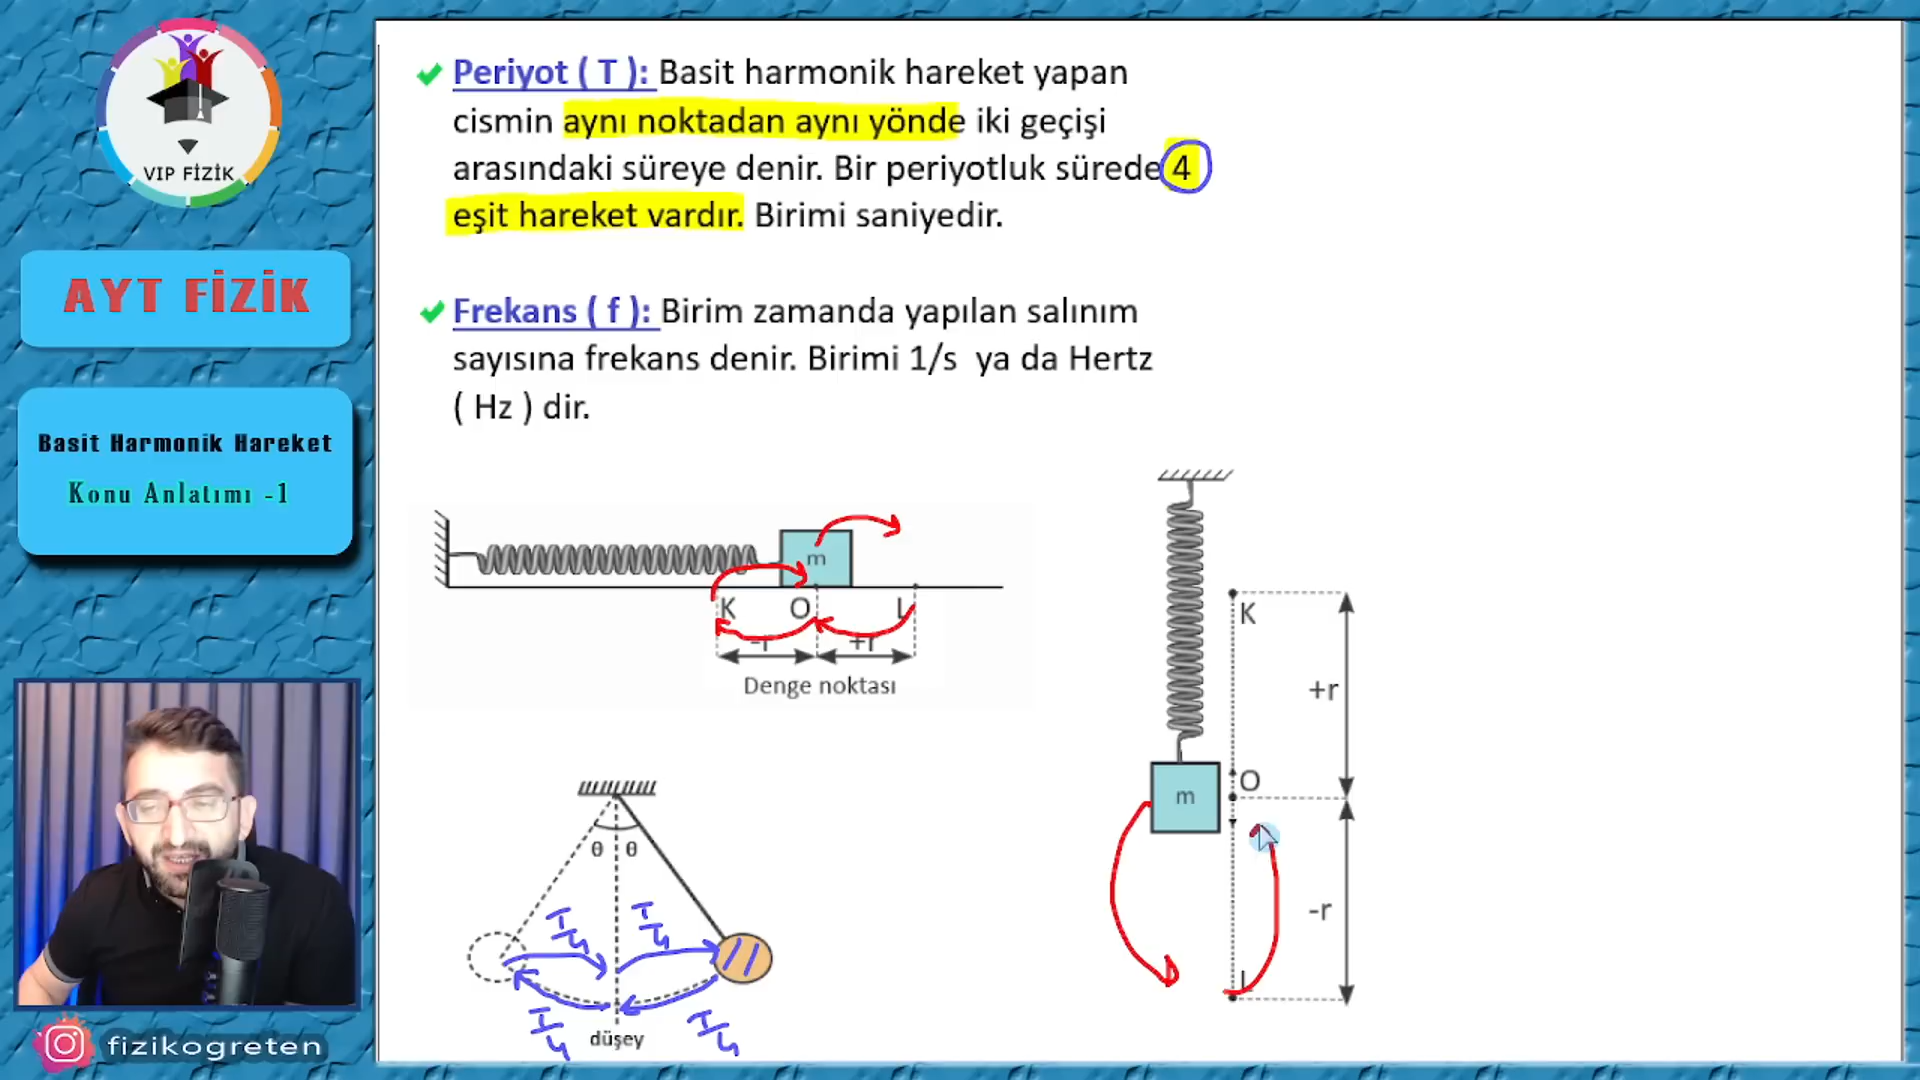 VIP FİZİK
AYT FİZİK
Basit Harmonik Hareket
Konu Anlatımı -1
fizikogreten
Periyot ( T ): Basit harmonik hareket yapan
cismin aynı noktadan aynı yönde iki geçişi
arasındaki süreye denir. Bir periyotluk sürede 4
eşit hareket vardır. Birimi saniyedir.
Frekans ( f ): Birim zamanda yapılan salınım
sayısına frekans denir. Birimi 1/s ya da Hertz
( Hz ) dir.
m
K O L
-r +r
Denge noktası
θ θ
T/4 T/4
T/4 T/4
düşey
K
+r
O
m
-r
L